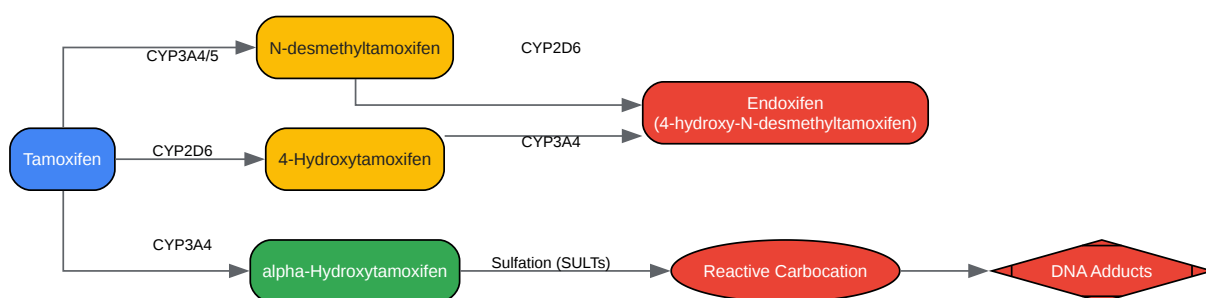 N-desmethyltamoxifen
CYP2D6
CYP3A4/5
Endoxifen
(4-hydroxy-N-desmethyltamoxifen)
Tamoxifen
CYP2D6
4-Hydroxytamoxifen
CYP3A4
CYP3A4
alpha-Hydroxytamoxifen
Sulfation (SULTs)
Reactive Carbocation
DNA Adducts